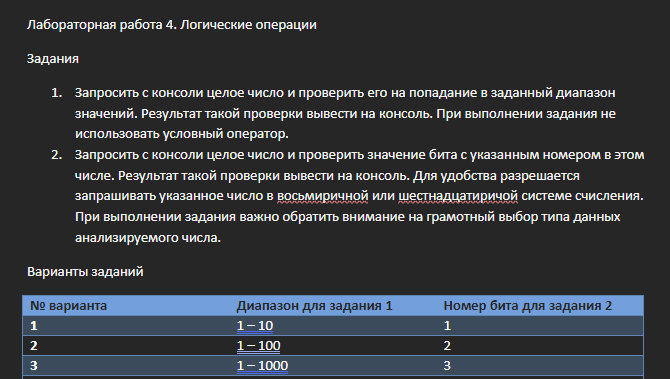 Лабораторная работа 4. Логические операции
Задания
1. Запросить с консоли целое число и проверить его на попадание в заданный диапазон
значений. Результат такой проверки вывести на консоль. При выполнении задания не
использовать условный оператор.
2. Запросить с консоли целое число и проверить значение бита с указанным номером в этом
числе. Результат такой проверки вывести на консоль. Для удобства разрешается
запрашивать указанное число в восьмиричной или шестнадцатиричой системе счисления.
При выполнении задания важно обратить внимание на грамотный выбор типа данных
анализируемого числа.
Варианты заданий
№ варианта Диапазон для задания 1 Номер бита для задания 2
1 1 – 10 1
2 1 – 100 2
3 1 – 1000 3